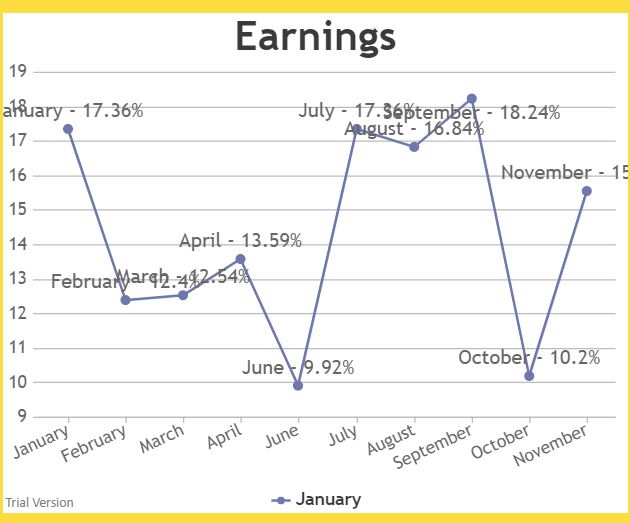 Earnings
19
18
17
16
15
14
13
12
11
10
9
anuary - 17.36%
February - 12.4%
March - 12.54%
April - 13.59%
June - 9.92%
July - 17.36%
August - 16.84%
September - 18.24%
October - 10.2%
November - 15
January
February
March
April
June
July
August
September
October
November
January
Trial Version